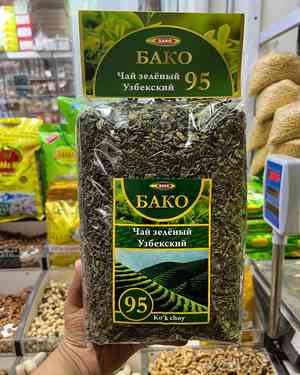 БАКО
БАКО
Чай зелёный
Узбекский 95
БАКО
БАКО
Чай зелёный
Узбекский
95
Ko'k choy